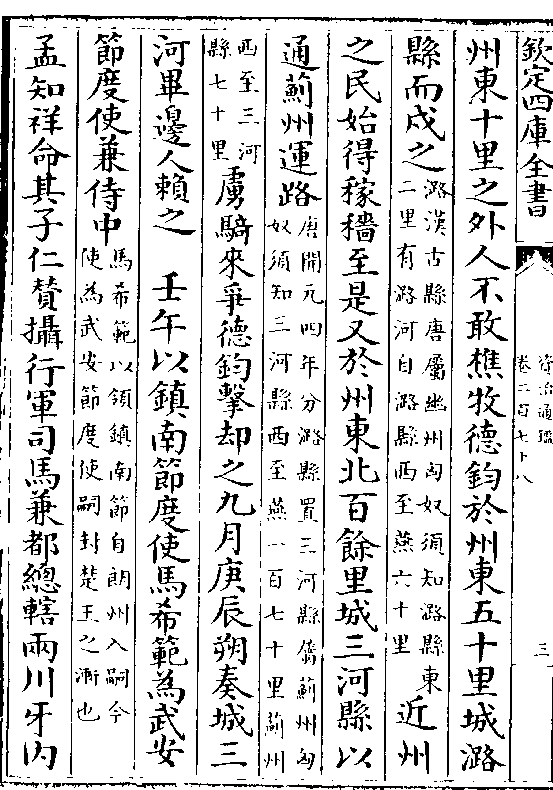 欽定四庫全書
資治通鑑
卷二百七十八
三
州東十里之外人不敢樵牧德鈞於州東五十里城潞
縣而戍之潞漢古縣唐屬幽州匈奴須知潞縣東
二里有潞河自潞縣西至燕六十里近州
之民始得稼穡至是又於州東北百餘里城三河縣以
通薊州運路唐開元四年分潞縣置三河縣屬薊州匈
奴須知三河縣西至燕一百七十里薊州
西至三河
縣七十里虜騎來爭德鈞擊却之九月庚辰朔奏城三
河畢邊人賴之 壬午以鎮南節度使馬希範為武安
節度使兼侍中馬希範以領鎮南節自朗州入嗣今
使為武安節度使嗣封楚王之漸也
孟知祥命其子仁贊攝行軍司馬兼都總轄兩川牙內